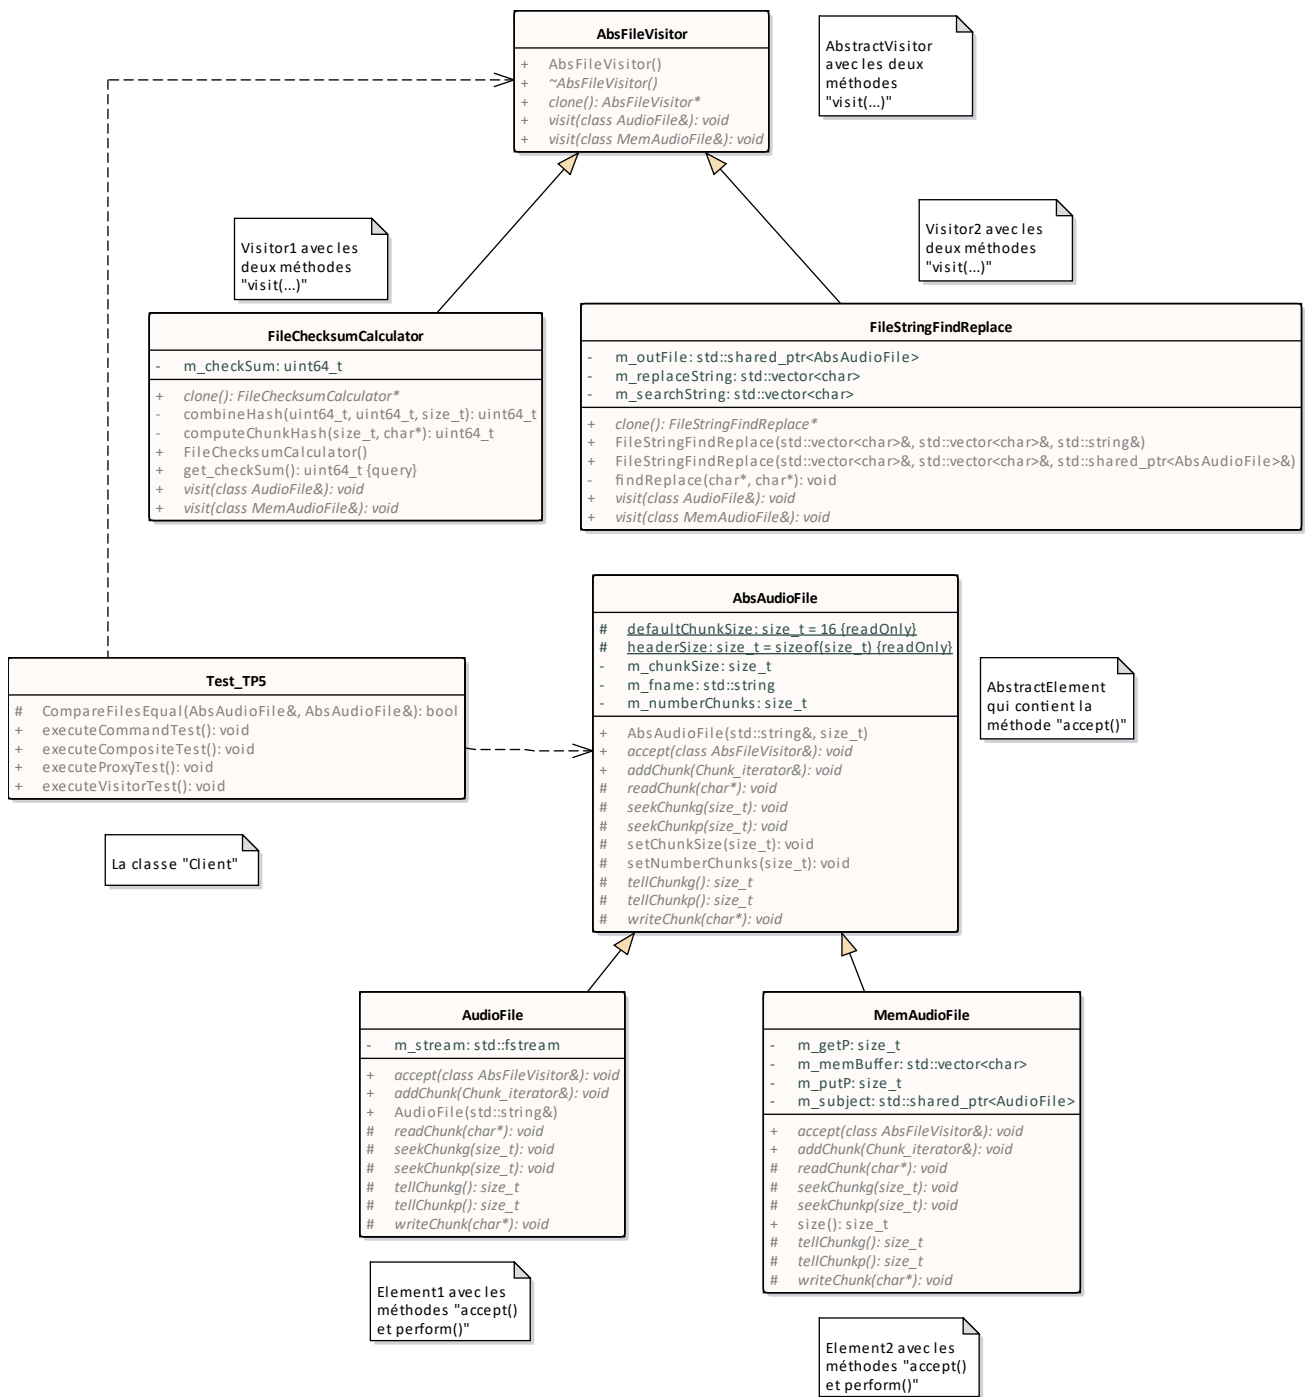 AbsFileVisitor
+ AbsFileVisitor()
+ ~AbsFileVisitor()
+ clone(): AbsFileVisitor*
+ visit(class AudioFile&): void
+ visit(class MemAudioFile&): void
AbstractVisitor
avec les deux
méthodes
"visit(...)"
Visitor1 avec les
deux méthodes
"visit(...)"
Visitor2 avec les
deux méthodes
"visit(...)"
FileChecksumCalculator
- m_checkSum: uint64_t
+ clone(): FileChecksumCalculator*
- combineHash(uint64_t, uint64_t, size_t): uint64_t
- computeChunkHash(size_t, char*): uint64_t
+ FileChecksumCalculator()
+ get_checkSum(): uint64_t {query}
+ visit(class AudioFile&): void
+ visit(class MemAudioFile&): void
FileStringFindReplace
- m_outFile: std::shared_ptr<AbsAudioFile>
- m_replaceString: std::vector<char>
- m_searchString: std::vector<char>
+ clone(): FileStringFindReplace*
+ FileStringFindReplace(std::vector<char>&, std::vector<char>&, std::string&)
+ FileStringFindReplace(std::vector<char>&, std::vector<char>&, std::shared_ptr<AbsAudioFile>&)
- findReplace(char*, char*): void
+ visit(class AudioFile&): void
+ visit(class MemAudioFile&): void
AbsAudioFile
# defaultChunkSize: size_t = 16 {readOnly}
# headerSize: size_t = sizeof(size_t) {readOnly}
- m_chunkSize: size_t
- m_fname: std::string
- m_numberChunks: size_t
+ AbsAudioFile(std::string&, size_t)
+ accept(class AbsFileVisitor&): void
+ addChunk(Chunk_iterator&): void
# readChunk(char*): void
# seekChunkg(size_t): void
# seekChunkp(size_t): void
# setChunkSize(size_t): void
# setNumberChunks(size_t): void
# tellChunkg(): size_t
# tellChunkp(): size_t
# writeChunk(char*): void
AbstractElement
qui contient la
méthode "accept()"
Test_TP5
# CompareFilesEqual(AbsAudioFile&, AbsAudioFile&): bool
+ executeCommandTest(): void
+ executeCompositeTest(): void
+ executeProxyTest(): void
+ executeVisitorTest(): void
La classe "Client"
AudioFile
- m_stream: std::fstream
+ accept(class AbsFileVisitor&): void
+ addChunk(Chunk_iterator&): void
+ AudioFile(std::string&)
# readChunk(char*): void
# seekChunkg(size_t): void
# seekChunkp(size_t): void
# tellChunkg(): size_t
# tellChunkp(): size_t
# writeChunk(char*): void
MemAudioFile
- m_getP: size_t
- m_memBuffer: std::vector<char>
- m_putP: size_t
- m_subject: std::shared_ptr<AudioFile>
+ accept(class AbsFileVisitor&): void
+ addChunk(Chunk_iterator&): void
# readChunk(char*): void
# seekChunkg(size_t): void
# seekChunkp(size_t): void
+ size(): size_t
# tellChunkg(): size_t
# tellChunkp(): size_t
# writeChunk(char*): void
Element1 avec les
méthodes "accept()
et perform()"
Element2 avec les
méthodes "accept()
et perform()"